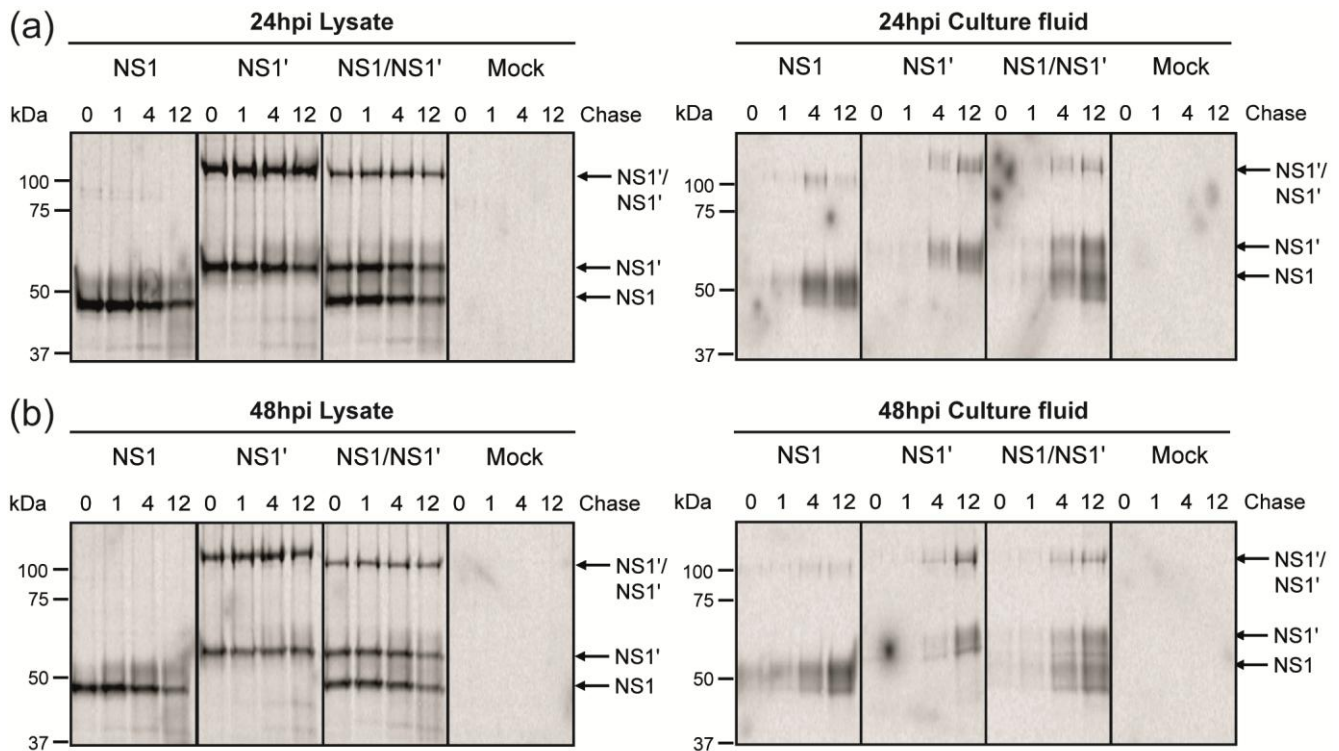 (a)
24hpi Lysate
NS1 NS1' NS1/NS1' Mock
kDa 0 1 4 12 0 1 4 12 0 1 4 12 0 1 4 12 Chase
100
75
50
37
NS1'/
NS1'
NS1'
NS1
24hpi Culture fluid
NS1 NS1' NS1/NS1' Mock
kDa 0 1 4 12 0 1 4 12 0 1 4 12 0 1 4 12 Chase
100
75
50
37
NS1'/
NS1'
NS1'
NS1
(b)
48hpi Lysate
NS1 NS1' NS1/NS1' Mock
kDa 0 1 4 12 0 1 4 12 0 1 4 12 0 1 4 12 Chase
100
75
50
37
NS1'/
NS1'
NS1'
NS1
48hpi Culture fluid
NS1 NS1' NS1/NS1' Mock
kDa 0 1 4 12 0 1 4 12 0 1 4 12 0 1 4 12 Chase
100
75
50
37
NS1'/
NS1'
NS1'
NS1